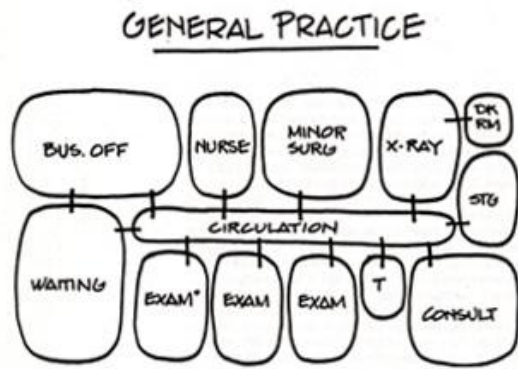 GENERAL PRACTICE
BUS. OFF
NURSE
MINOR
SURG
X-RAY
DK
RM
STG
CIRCULATION
WAITING
EXAM*
EXAM
EXAM
T
CONSULT